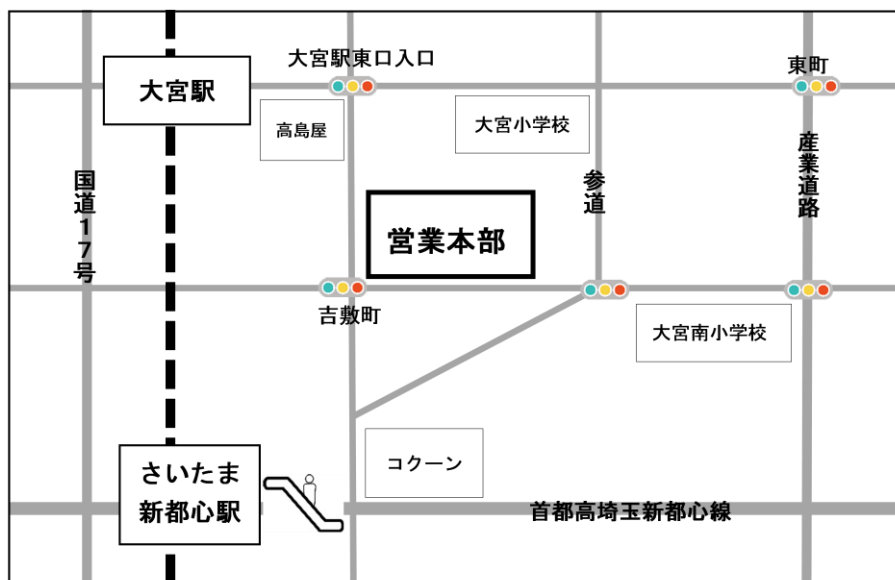 大宮駅東口入口
東町
大宮駅
高島屋
大宮小学校
産業道路
国道17号
参道
営業本部
吉敷町
大宮南小学校
コクーン
さいたま
新都心駅
首都高埼玉新都心線